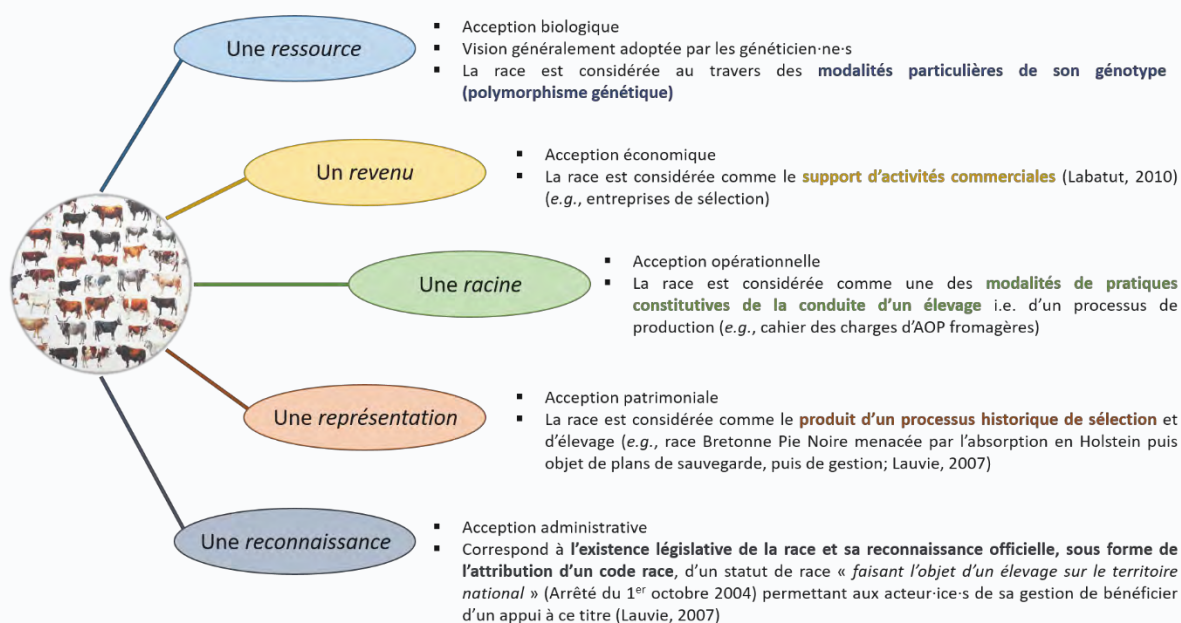 Une ressource
▪ Acception biologique
▪ Vision généralement adoptée par les généticien·ne·s
▪ La race est considérée au travers des modalités particulières de son génotype
(polymorphisme génétique)
Un revenu
▪ Acception économique
▪ La race est considérée comme le support d’activités commerciales (Labatut, 2010)
(e.g., entreprises de sélection)
Une racine
▪ Acception opérationnelle
▪ La race est considérée comme une des modalités de pratiques
constitutives de la conduite d’un élevage i.e. d’un processus de
production (e.g., cahier des charges d’AOP fromagères)
Une représentation
▪ Acception patrimoniale
▪ La race est considérée comme le produit d’un processus historique de sélection et
d’élevage (e.g., race Bretonne Pie Noire menacée par l’absorption en Holstein puis
objet de plans de sauvegarde, puis de gestion; Lauvie, 2007)
Une reconnaissance
▪ Acception administrative
▪ Correspond à l’existence législative de la race et sa reconnaissance officielle, sous forme de
l’attribution d’un code race, d’un statut de race « faisant l’objet d’un élevage sur le territoire
national » (Arrêté du 1er octobre 2004) permettant aux acteur·ice·s de sa gestion de bénéficier
d’un appui à ce titre (Lauvie, 2007)